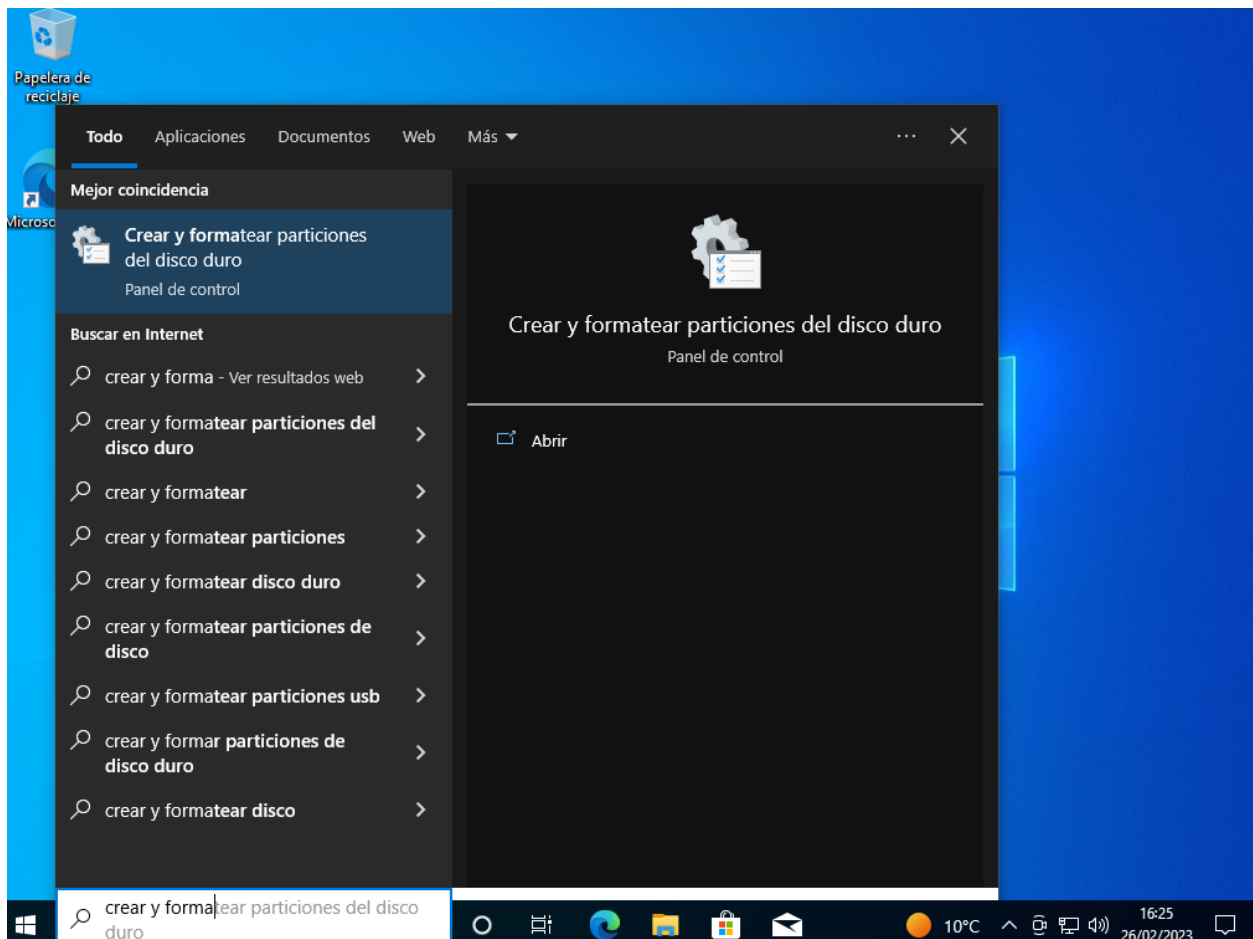 Papelera de
reciclaje
Todo Aplicaciones Documentos Web Más ...
Mejor coincidencia
Microso
Crear y formatear particiones
del disco duro
Panel de control
Crear y formatear particiones del disco duro
Panel de control
Abrir
Buscar en Internet
crear y forma - Ver resultados web
crear y formatear particiones del
disco duro
crear y formatear
crear y formatear particiones
crear y formatear disco duro
crear y formatear particiones de
disco
crear y formatear particiones usb
crear y formar particiones de
disco duro
crear y formatear disco
crear y formatear particiones del disco
duro
10°C
16:25
26/02/2023